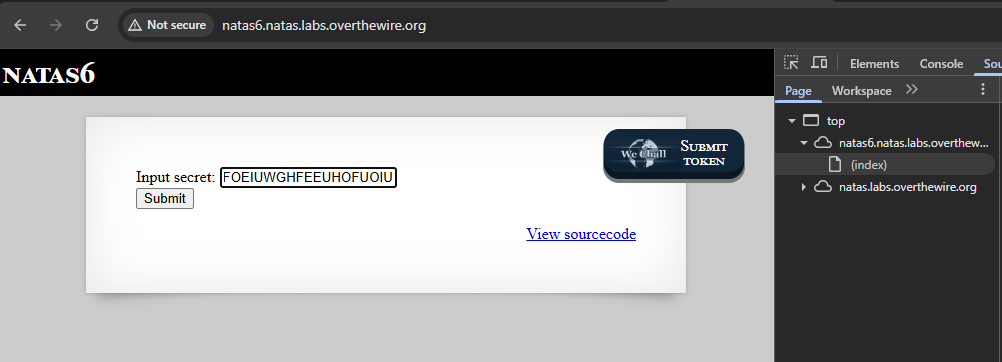 Not secure natas6.natas.labs.overthewire.org
NATAS6
Elements Console Sou
Page Workspace
top
natas6.natas.labs.overthew...
(index)
natas.labs.overthewire.org
We Chall
SUBMIT
TOKEN
Input secret: FOEIUWGHFEEUHOFUOIU
Submit
View sourcecode